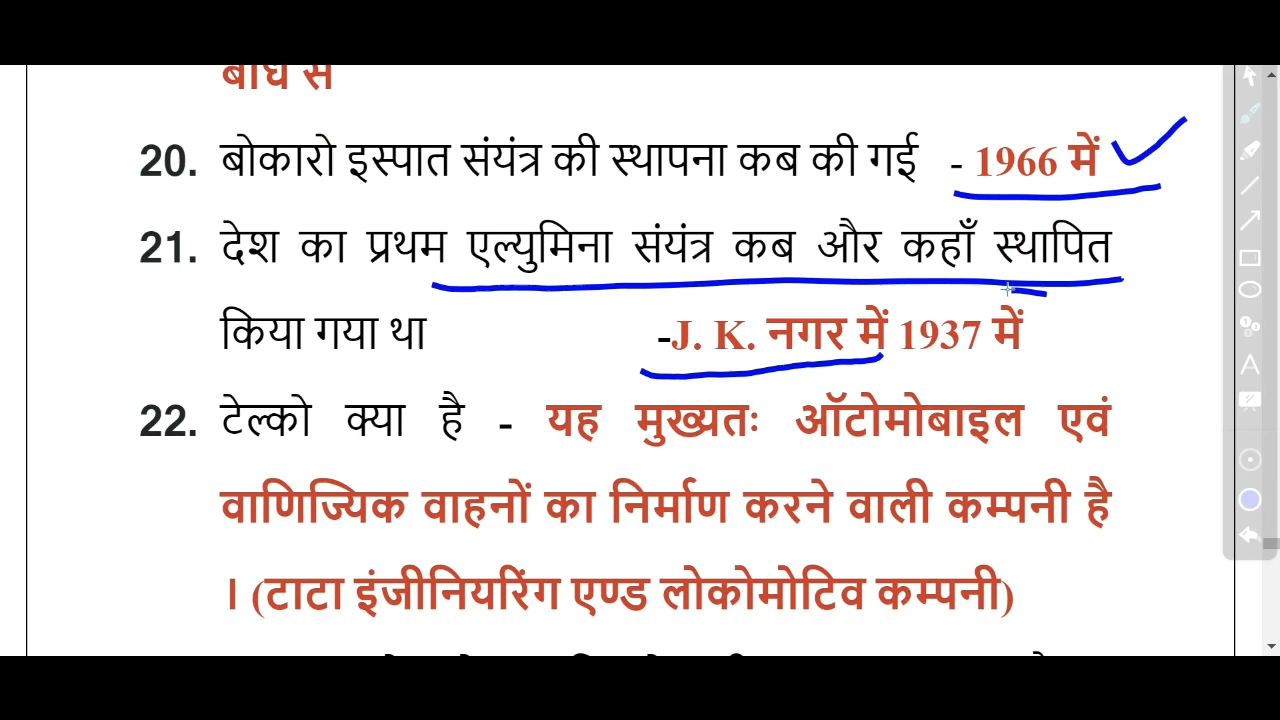 बांध से
20. बोकारो इस्पात संयंत्र की स्थापना कब की गई - 1966 में
21. देश का प्रथम एल्युमिना संयंत्र कब और कहाँ स्थापित
किया गया था -J. K. नगर में 1937 में
22. टेल्को क्या है - यह मुख्यतः ऑटोमोबाइल एवं
वाणिज्यिक वाहनों का निर्माण करने वाली कम्पनी है
। (टाटा इंजीनियरिंग एण्ड लोकोमोटिव कम्पनी)